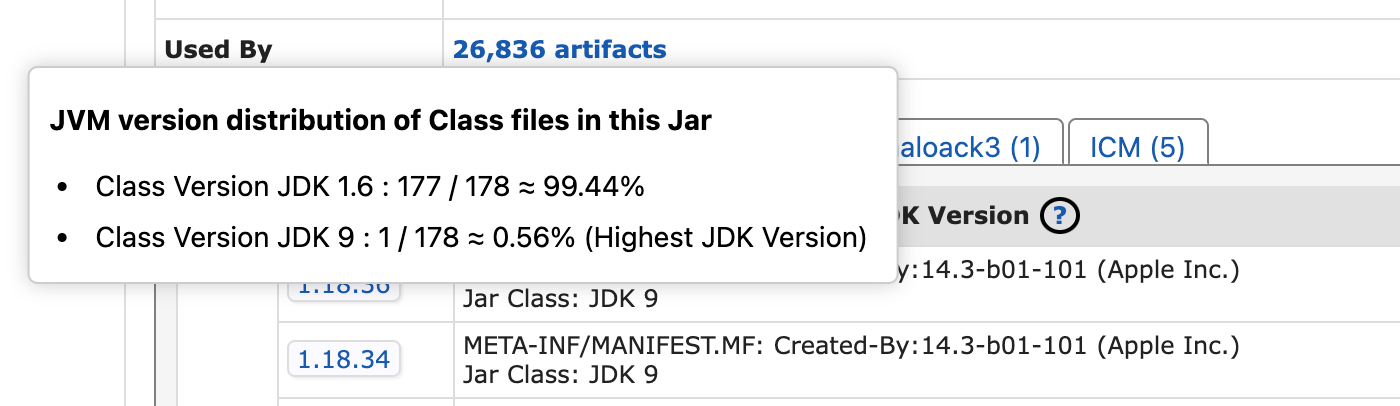 Used By
26,836 artifacts
JVM version distribution of Class files in this Jar
• Class Version JDK 1.6 : 177 / 178 ≈ 99.44%
• Class Version JDK 9 : 1 / 178 ≈ 0.56% (Highest JDK Version)
aloack3 (1)
ICM (5)
K Version ?
y:14.3-b01-101 (Apple Inc.)
1.18.36
Jar Class: JDK 9
1.18.34
META-INF/MANIFEST.MF: Created-By:14.3-b01-101 (Apple Inc.)
Jar Class: JDK 9